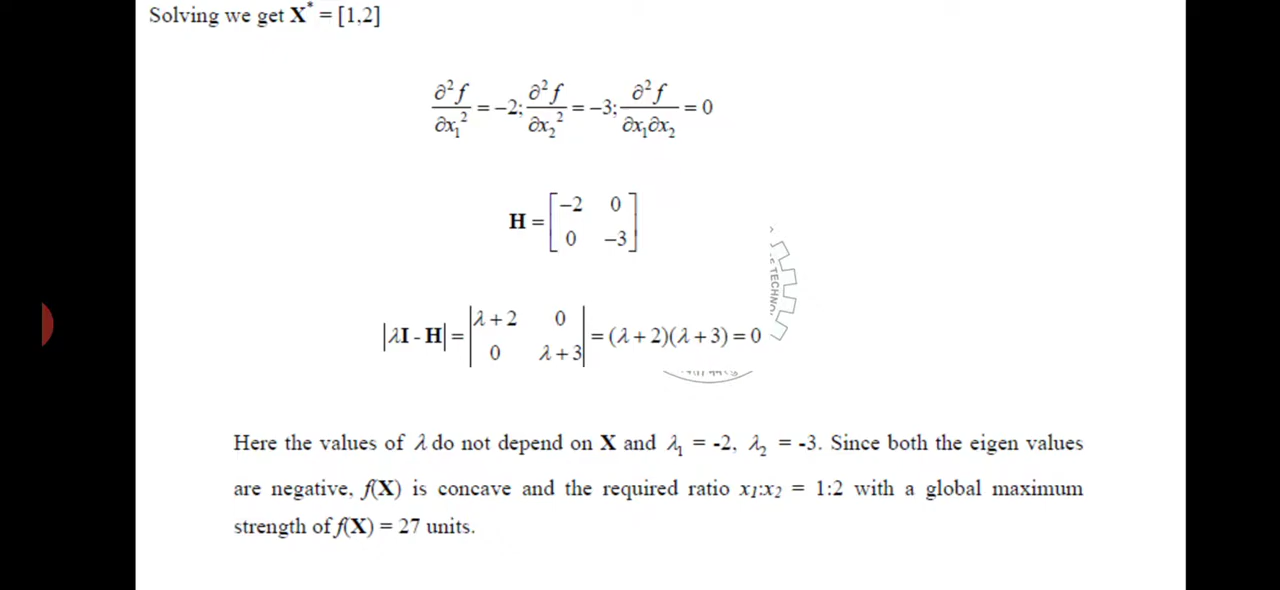 Solving we get X* = [1,2]
∂²f/∂x₁² = –2; ∂²f/∂x₂² = –3; ∂²f/∂x₁∂x₂ = 0
H = [–2 0; 0 –3]
|λI - H| = |λ+2 0; 0 λ+3| = (λ+2)(λ+3) = 0
TECHNO
Here the values of λ do not depend on X and λ₁ = -2, λ₂ = -3. Since both the eigen values
are negative, f(X) is concave and the required ratio x₁:x₂ = 1:2 with a global maximum
strength of f(X) = 27 units.